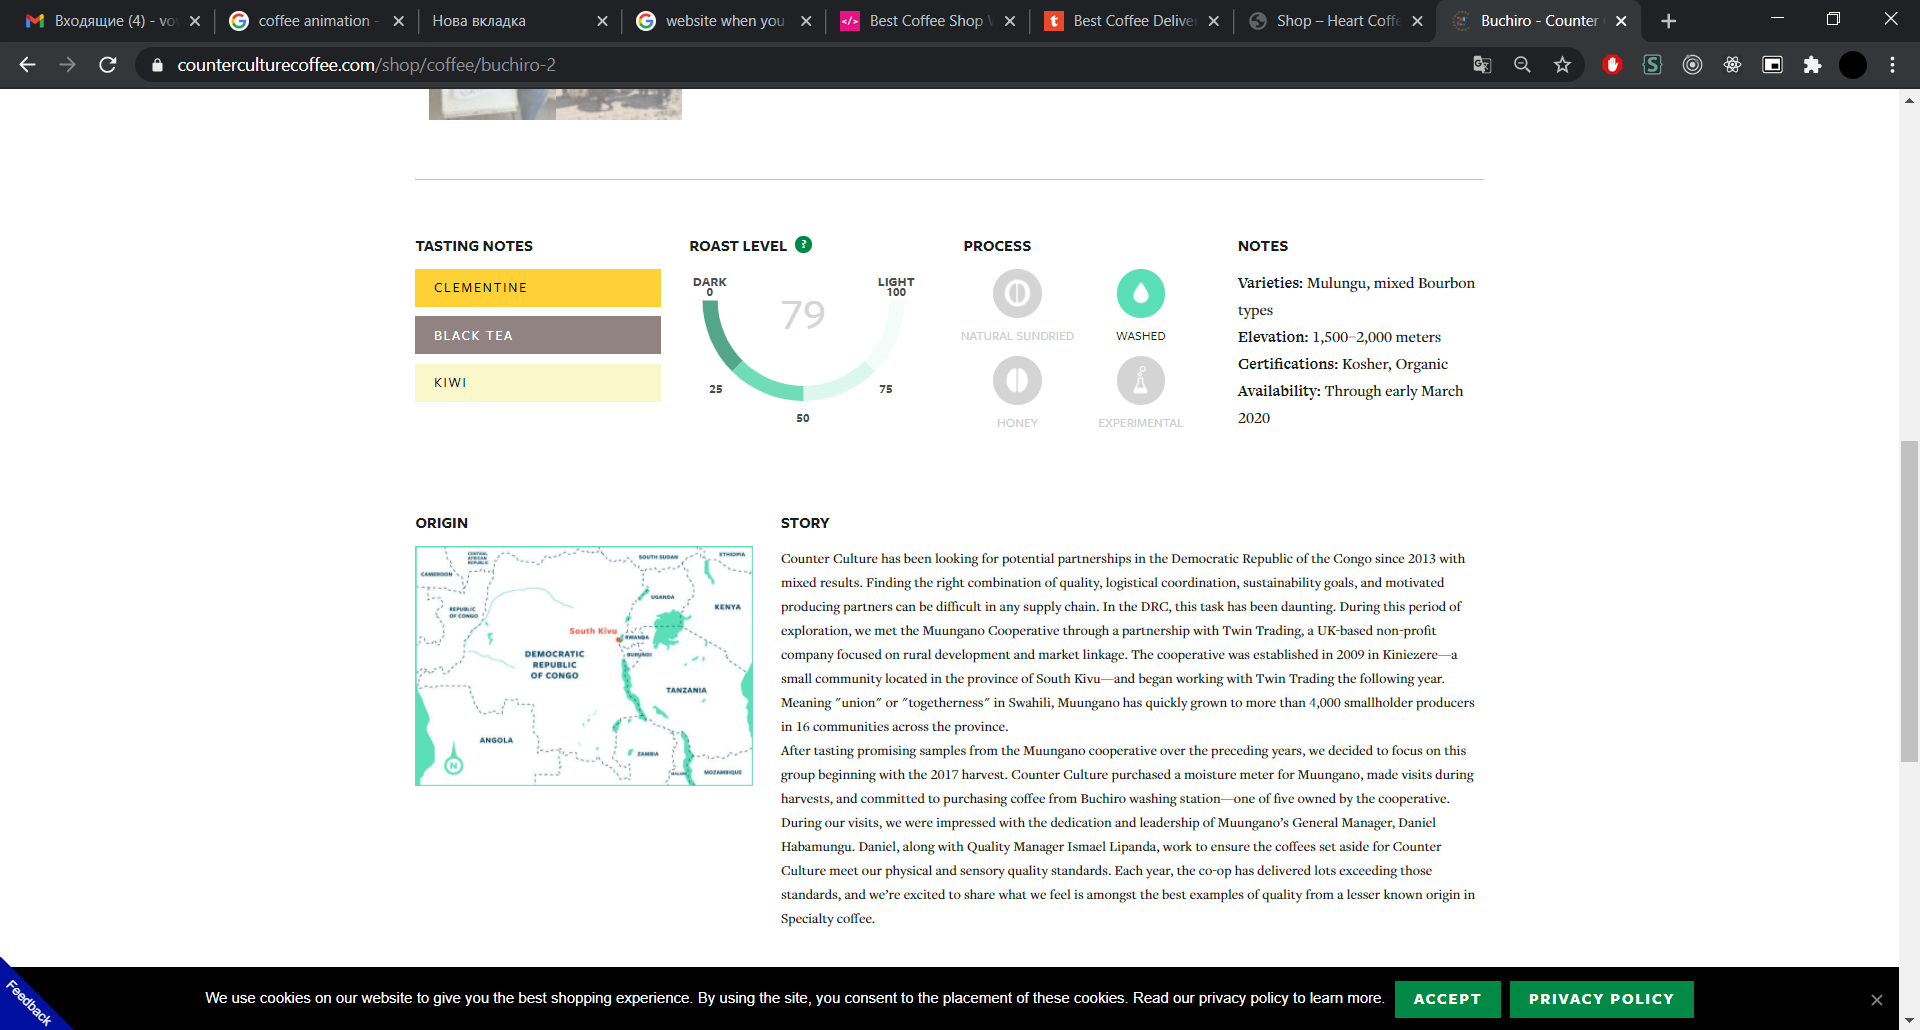 Входящие (4) - vo
coffee animation -
Нова вкладка
website when you
Best Coffee Shop
Best Coffee Delive
Shop – Heart Coffe
Buchiro - Counter
counterculturecoffee.com/shop/coffee/buchiro-2
TASTING NOTES
CLEMENTINE
BLACK TEA
KIWI
ROAST LEVEL ?
DARK
0
LIGHT
100
79
25
75
50
PROCESS
NATURAL SUNDRIED
WASHED
HONEY
EXPERIMENTAL
NOTES
Varieties: Mulungu, mixed Bourbon
types
Elevation: 1,500–2,000 meters
Certifications: Kosher, Organic
Availability: Through early March
2020
ORIGIN
CENTRAL
AFRICAN
REPUBLIC
SOUTH SUDAN
ETHIOPIA
CAMEROON
UGANDA
KENYA
REPUBLIC
OF CONGO
South Kivu
RWANDA
BURUNDI
DEMOCRATIC
REPUBLIC
OF CONGO
TANZANIA
ANGOLA
ZAMBIA
MALAWI
MOZAMBIQUE
N
STORY
Counter Culture has been looking for potential partnerships in the Democratic Republic of the Congo since 2013 with
mixed results. Finding the right combination of quality, logistical coordination, sustainability goals, and motivated
producing partners can be difficult in any supply chain. In the DRC, this task has been daunting. During this period of
exploration, we met the Muungano Cooperative through a partnership with Twin Trading, a UK-based non-profit
company focused on rural development and market linkage. The cooperative was established in 2009 in Kiniezere—a
small community located in the province of South Kivu—and began working with Twin Trading the following year.
Meaning "union" or "togetherness" in Swahili, Muungano has quickly grown to more than 4,000 smallholder producers
in 16 communities across the province.
After tasting promising samples from the Muungano cooperative over the preceding years, we decided to focus on this
group beginning with the 2017 harvest. Counter Culture purchased a moisture meter for Muungano, made visits during
harvests, and committed to purchasing coffee from Buchiro washing station—one of five owned by the cooperative.
During our visits, we were impressed with the dedication and leadership of Muungano's General Manager, Daniel
Habamungu. Daniel, along with Quality Manager Ismael Lipanda, work to ensure the coffees set aside for Counter
Culture meet our physical and sensory quality standards. Each year, the co-op has delivered lots exceeding those
standards, and we're excited to share what we feel is amongst the best examples of quality from a lesser known origin in
Specialty coffee.
Feedback
We use cookies on our website to give you the best shopping experience. By using the site, you consent to the placement of these cookies. Read our privacy policy to learn more.
ACCEPT
PRIVACY POLICY